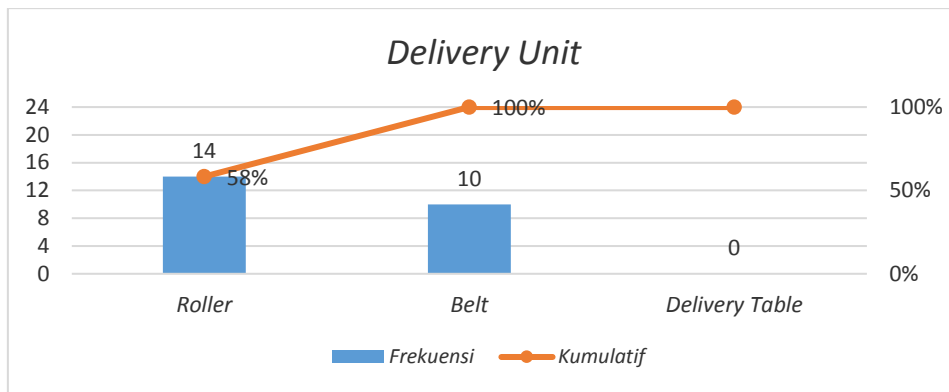 Delivery Unit
24
20
16
12
8
4
0
14
58%
10
100%
0
100%
50%
0%
Roller
Belt
Delivery Table
Frekuensi
Kumulatif